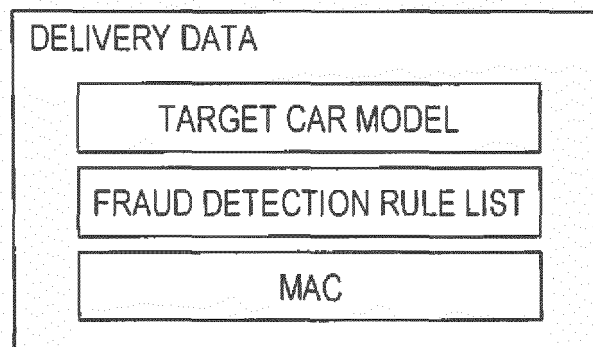 DELIVERY DATA
TARGET CAR MODEL
FRAUD DETECTION RULE LIST
MAC